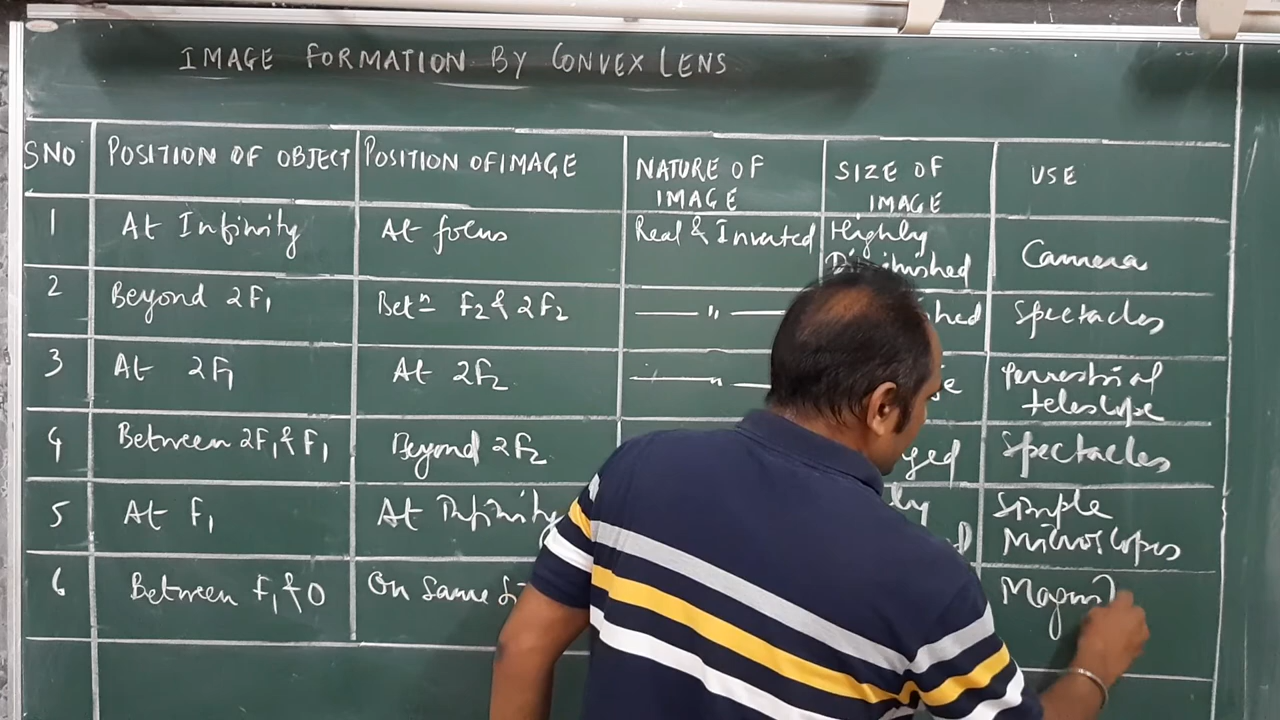 IMAGE FORMATION BY CONVEX LENS
SNO POSITION OF OBJECT POSITION OF IMAGE NATURE OF IMAGE SIZE OF IMAGE USE
1 At Infinity At focus Real & Inverted Highly Diminished Camera
2 Beyond 2F₁ Betⁿ F₂ & 2F₂ —— " —— Spectacles
3 At 2F₁ At 2F₂ —— " —— Terrestrial telescope
4 Between 2F₁ & F₁ Beyond 2F₂ Spectacles
5 At F₁ At Infinity Simple Microscopes
6 Between F₁ & O On Same